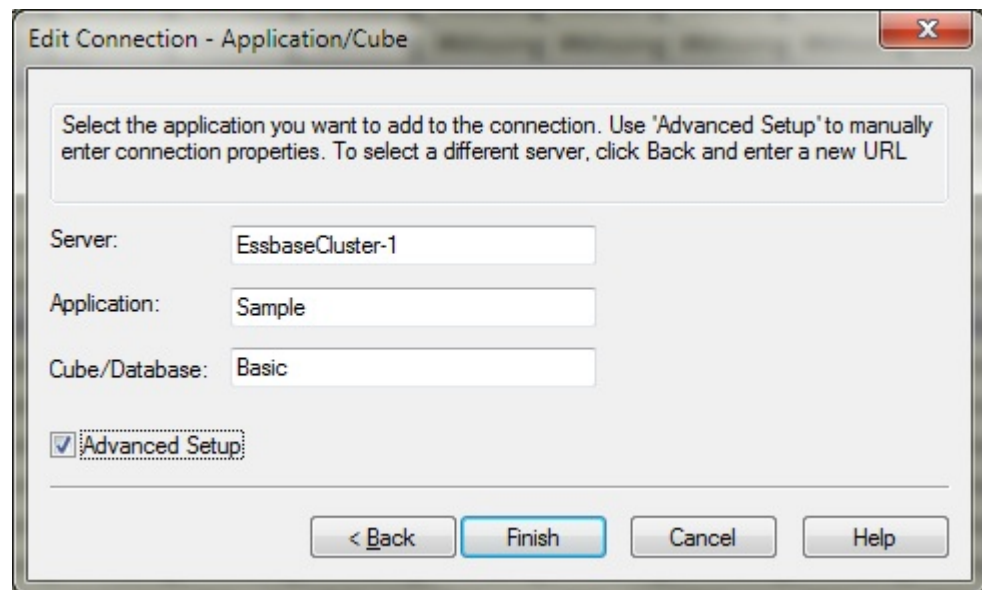 Edit Connection - Application/Cube
Select the application you want to add to the connection. Use 'Advanced Setup' to manually
enter connection properties. To select a different server, click Back and enter a new URL
Server: EssbaseCluster-1
Application: Sample
Cube/Database: Basic
Advanced Setup
< Back Finish Cancel Help